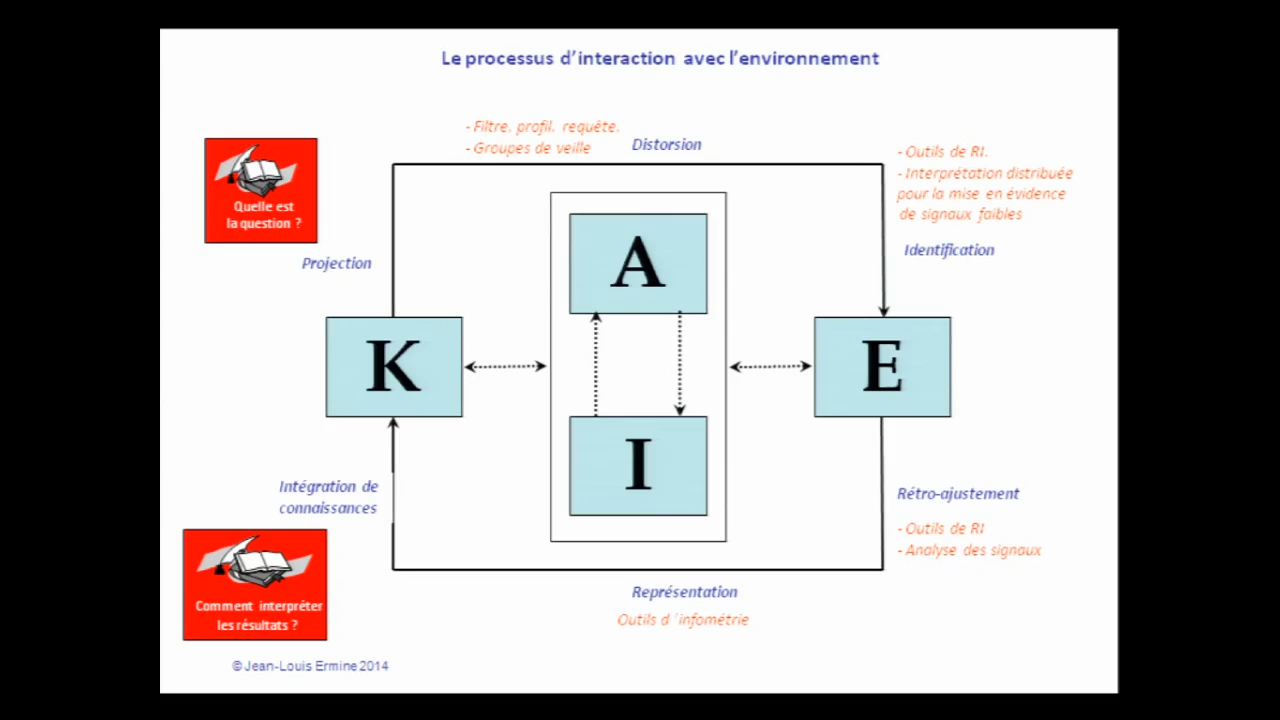 Le processus d'interaction avec l'environnement
- Filtre, profil, requête.
- Groupes de veille
Distorsion
- Outils de RI.
- Interprétation distribuée
pour la mise en évidence
de signaux faibles
Quelle est
la question ?
Projection
Identification
A
K
E
I
Intégration de
connaissances
Rétro-ajustement
- Outils de RI
- Analyse des signaux
Comment interpréter
les résultats ?
Représentation
Outils d 'infométrie
© Jean-Louis Ermine 2014